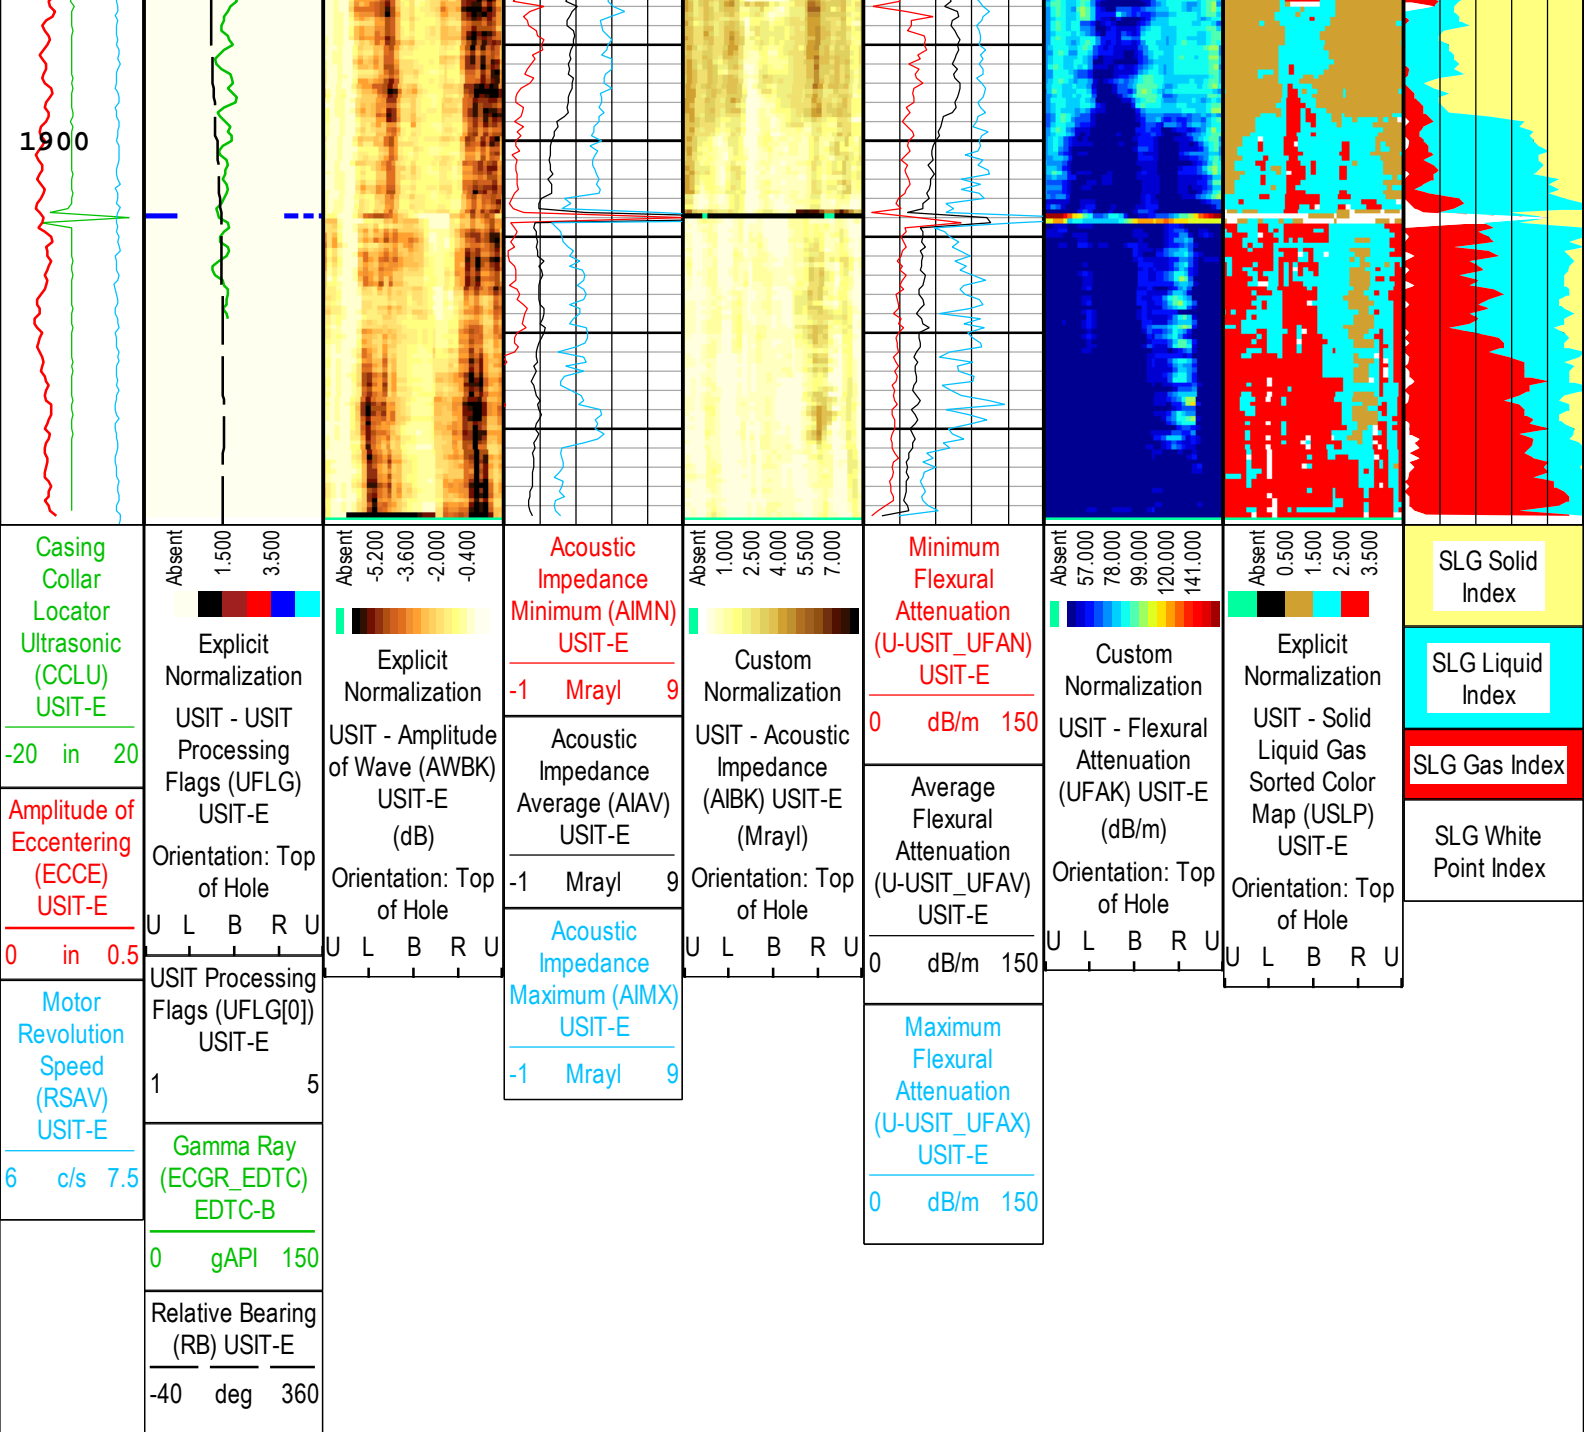 1900
Casing
Collar
Locator
Ultrasonic
(CCLU)
USIT-E
-20 in 20
Amplitude of
Eccentering
(ECCE)
USIT-E
0 in 0.5
Motor
Revolution
Speed
(RSAV)
USIT-E
6 c/s 7.5
Absent
1.500
3.500
Explicit
Normalization
USIT - USIT
Processing
Flags (UFLG)
USIT-E
Orientation: Top
of Hole
U L B R U
USIT Processing
Flags (UFLG[0])
USIT-E
1 5
Gamma Ray
(ECGR_EDTC)
EDTC-B
0 gAPI 150
Relative Bearing
(RB) USIT-E
-40 deg 360
Absent
-5.200
-3.600
-2.000
-0.400
Explicit
Normalization
USIT - Amplitude
of Wave (AWBK)
USIT-E
(dB)
Orientation: Top
of Hole
U L B R U
Acoustic
Impedance
Minimum (AIMN)
USIT-E
-1 Mrayl 9
Acoustic
Impedance
Average (AIAV)
USIT-E
-1 Mrayl 9
Acoustic
Impedance
Maximum (AIMX)
USIT-E
-1 Mrayl 9
Absent
1.000
2.500
4.000
5.500
7.000
Custom
Normalization
USIT - Acoustic
Impedance
(AIBK) USIT-E
(Mrayl)
Orientation: Top
of Hole
U L B R U
Minimum
Flexural
Attenuation
(U-USIT_UFAN)
USIT-E
0 dB/m 150
Average
Flexural
Attenuation
(U-USIT_UFAV)
USIT-E
0 dB/m 150
Maximum
Flexural
Attenuation
(U-USIT_UFAX)
USIT-E
0 dB/m 150
Absent
57.000
78.000
99.000
120.000
141.000
Custom
Normalization
USIT - Flexural
Attenuation
(UFAK) USIT-E
(dB/m)
Orientation: Top
of Hole
U L B R U
Absent
0.500
1.500
2.500
3.500
Explicit
Normalization
USIT - Solid
Liquid Gas
Sorted Color
Map (USLP)
USIT-E
Orientation: Top
of Hole
U L B R U
SLG Solid
Index
SLG Liquid
Index
SLG Gas Index
SLG White
Point Index